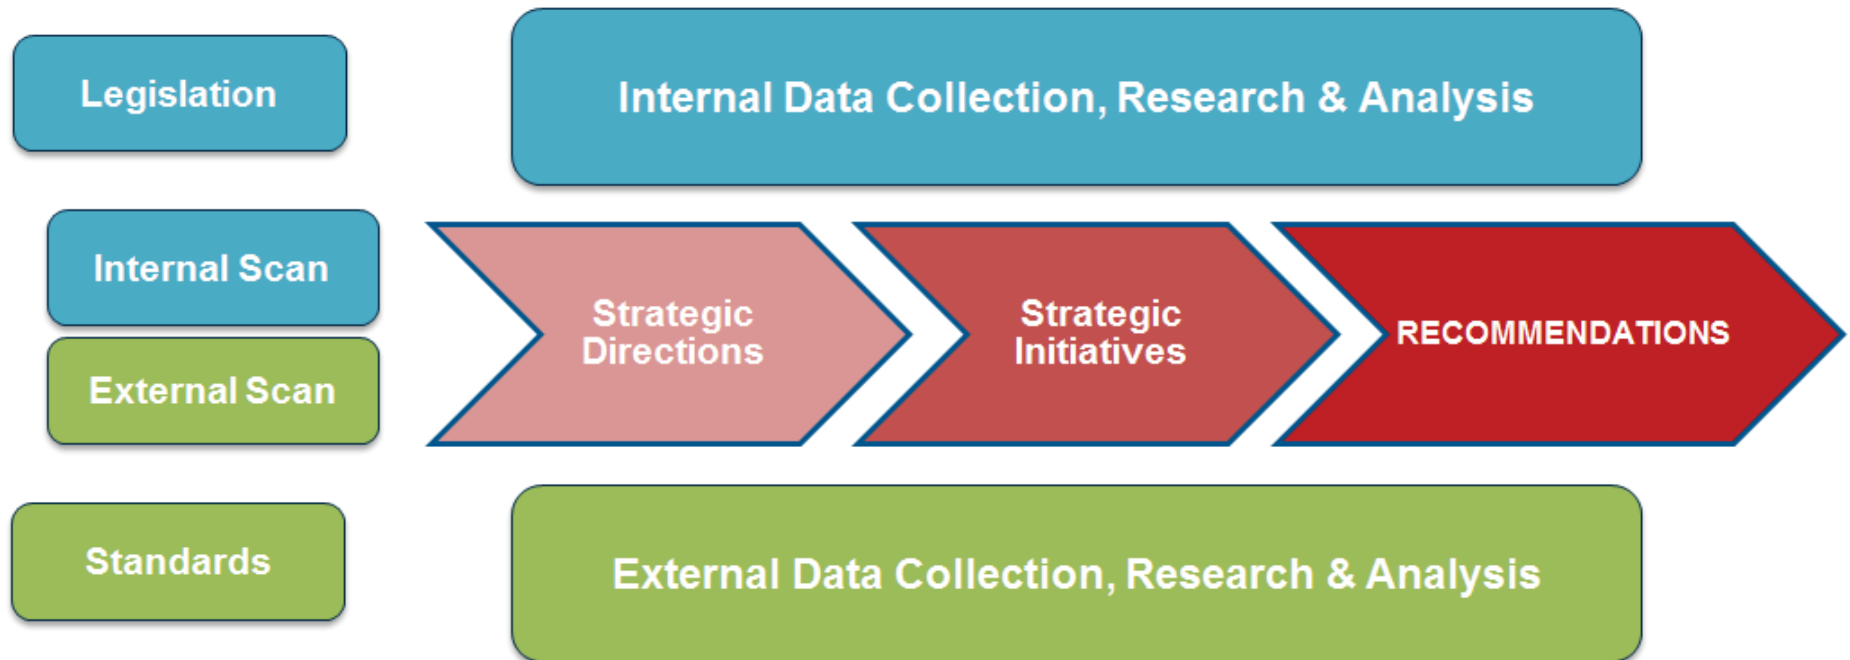 Legislation
Internal Data Collection, Research & Analysis
Internal Scan
External Scan
Strategic
Directions
Strategic
Initiatives
RECOMMENDATIONS
Standards
External Data Collection, Research & Analysis